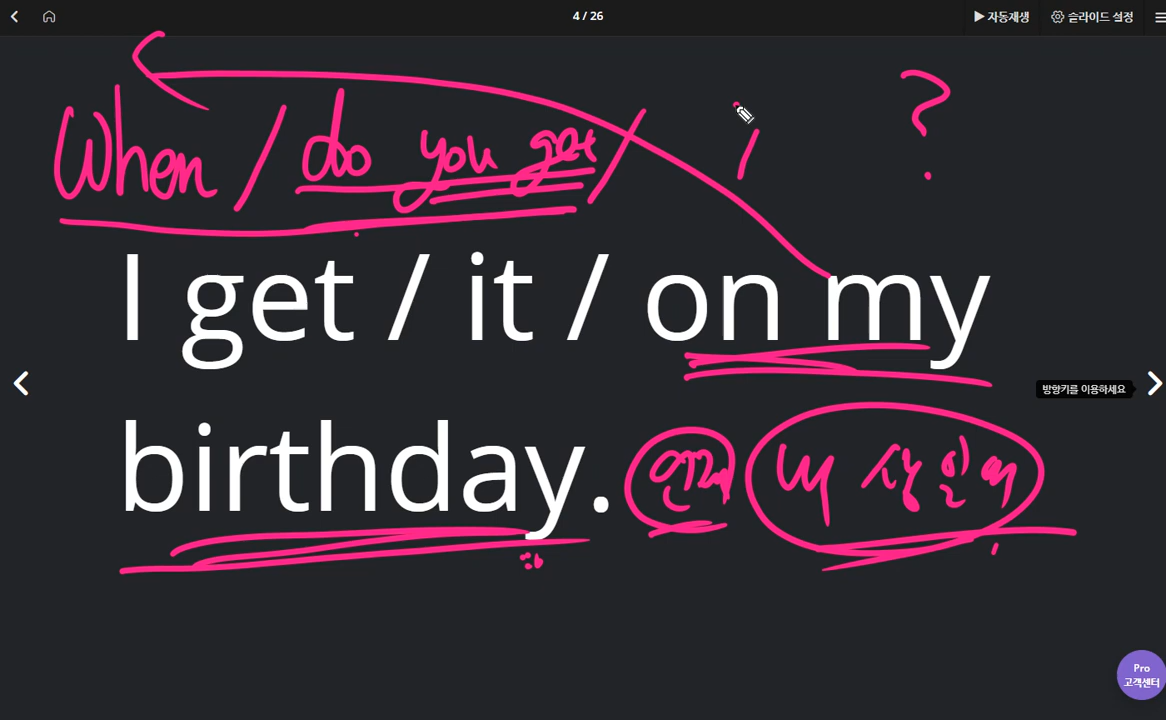 4 / 26
▶ 자동재생
슬라이드 설정
When / do you get / ?
I get / it / on my
방향키를 이용하세요
birthday. 언제 내 생일에
Pro
고객센터